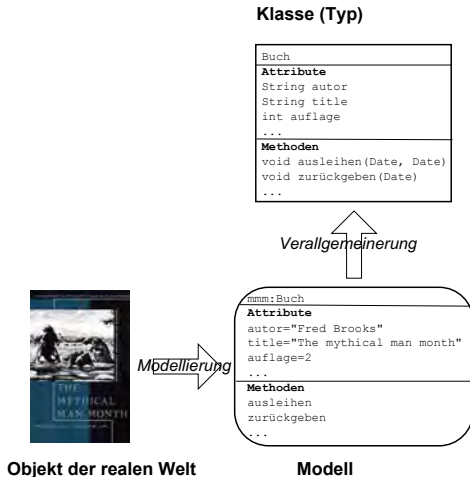 Klasse (Typ)
Buch
Attribute
String autor
String title
int auflage
...
Methoden
void ausleihen(Date, Date)
void zurückgeben(Date)
...
Verallgemeinerung
mmm:Buch
Attribute
autor="Fred Brooks"
title="The mythical man month"
auflage=2
...
Methoden
ausleihen
zurückgeben
...
Modellierung
THE
MYTHICAL
MAN-MONTH
Objekt der realen Welt
Modell